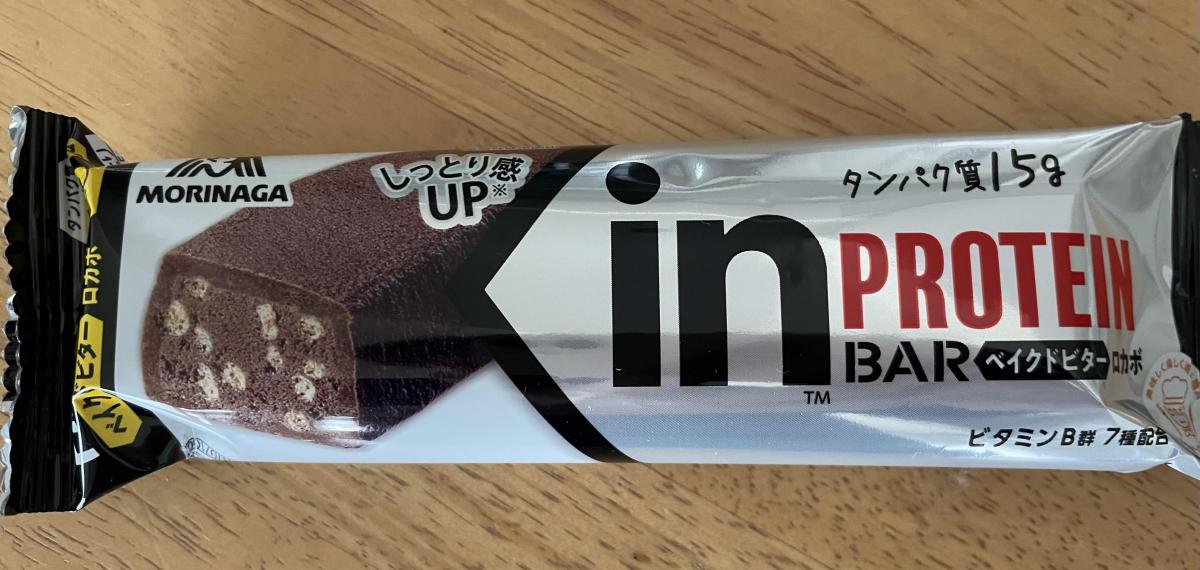 MORINAGA
しっとり感
UP※
タンパク質15g
in
PROTEIN
BAR
ベイクドビター
ロカボ
TM
ビタミンB群 7種配合
ロカボ